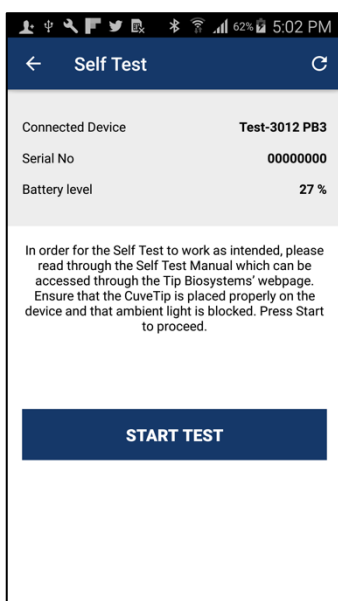 62% 5:02 PM
Self Test
Connected Device Test-3012 PB3
Serial No 00000000
Battery level 27 %
In order for the Self Test to work as intended, please
read through the Self Test Manual which can be
accessed through the Tip Biosystems’ webpage.
Ensure that the CuveTip is placed properly on the
device and that ambient light is blocked. Press Start
to proceed.
START TEST